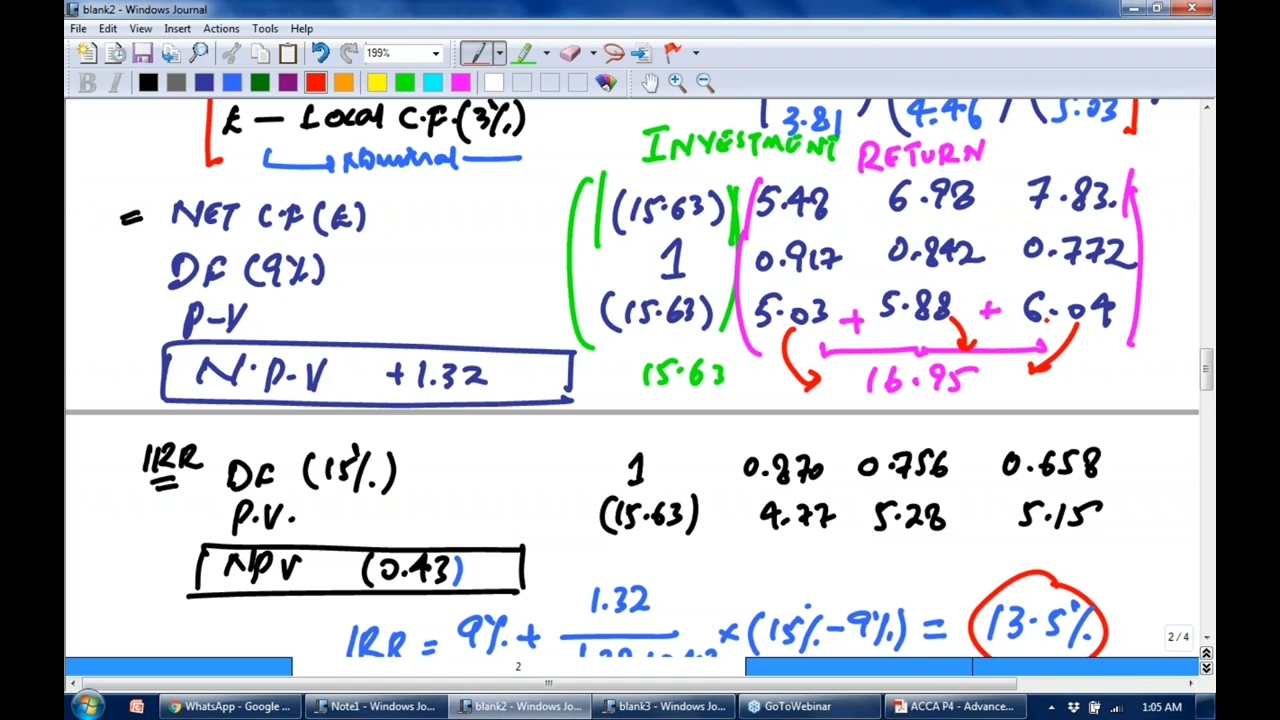 blank2 - Windows Journal
File Edit View Insert Actions Tools Help
199%
B I
£ — Local C.F.(3%)
nominal
(3.81) (4.46) (5.03)
INVESTMENT RETURN
= NET C.F(£) (15.63) 5.48 6.98 7.83
DF (9%) 1 0.917 0.842 0.772
P-V (15.63) 5.03 + 5.88 + 6.04
N.P.V +1.32 15.63 16.95
IRR DF (15%) 1 0.870 0.756 0.658
P.V. (15.63) 4.77 5.28 5.15
NPV (0.43)
1.32
IRR = 9% + × (15%-9%) = 13.5%
2 / 4
2
WhatsApp - Google ... Note1 - Windows Jo... blank2 - Windows Jo... blank3 - Windows Jo... GoToWebinar ACCA P4 - Advance... 1:05 AM